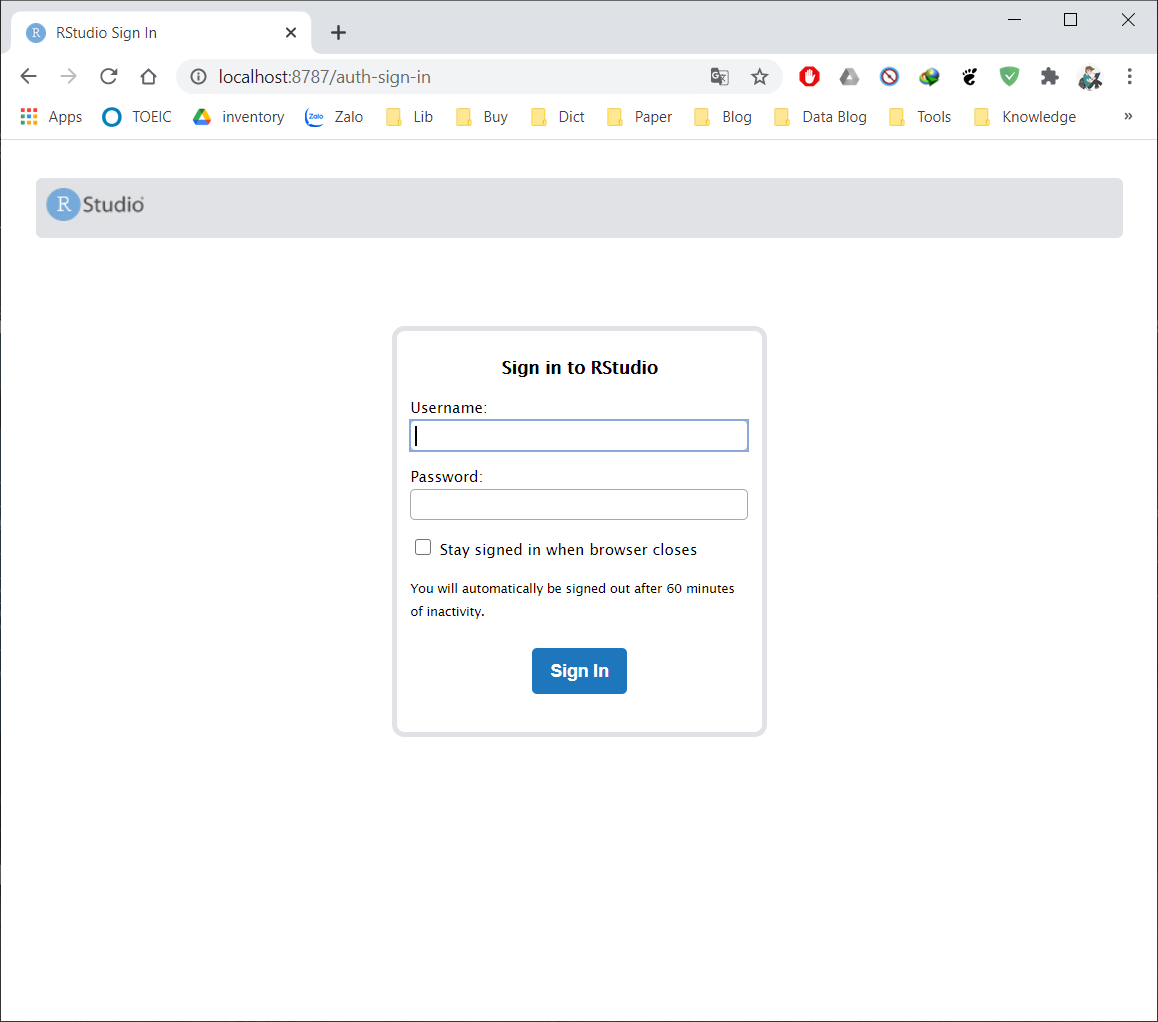 R RStudio Sign In
localhost:8787/auth-sign-in
Apps TOEIC inventory Zalo Zalo Lib Buy Dict Paper Blog Data Blog Tools Knowledge »
R Studio
Sign in to RStudio
Username:
Password:
Stay signed in when browser closes
You will automatically be signed out after 60 minutes
of inactivity.
Sign In